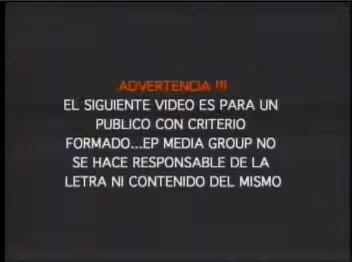 ADVERTENCIA !!!
EL SIGUIENTE VIDEO ES PARA UN
PUBLICO CON CRITERIO
FORMADO...EP MEDIA GROUP NO
SE HACE RESPONSABLE DE LA
LETRA NI CONTENIDO DEL MISMO